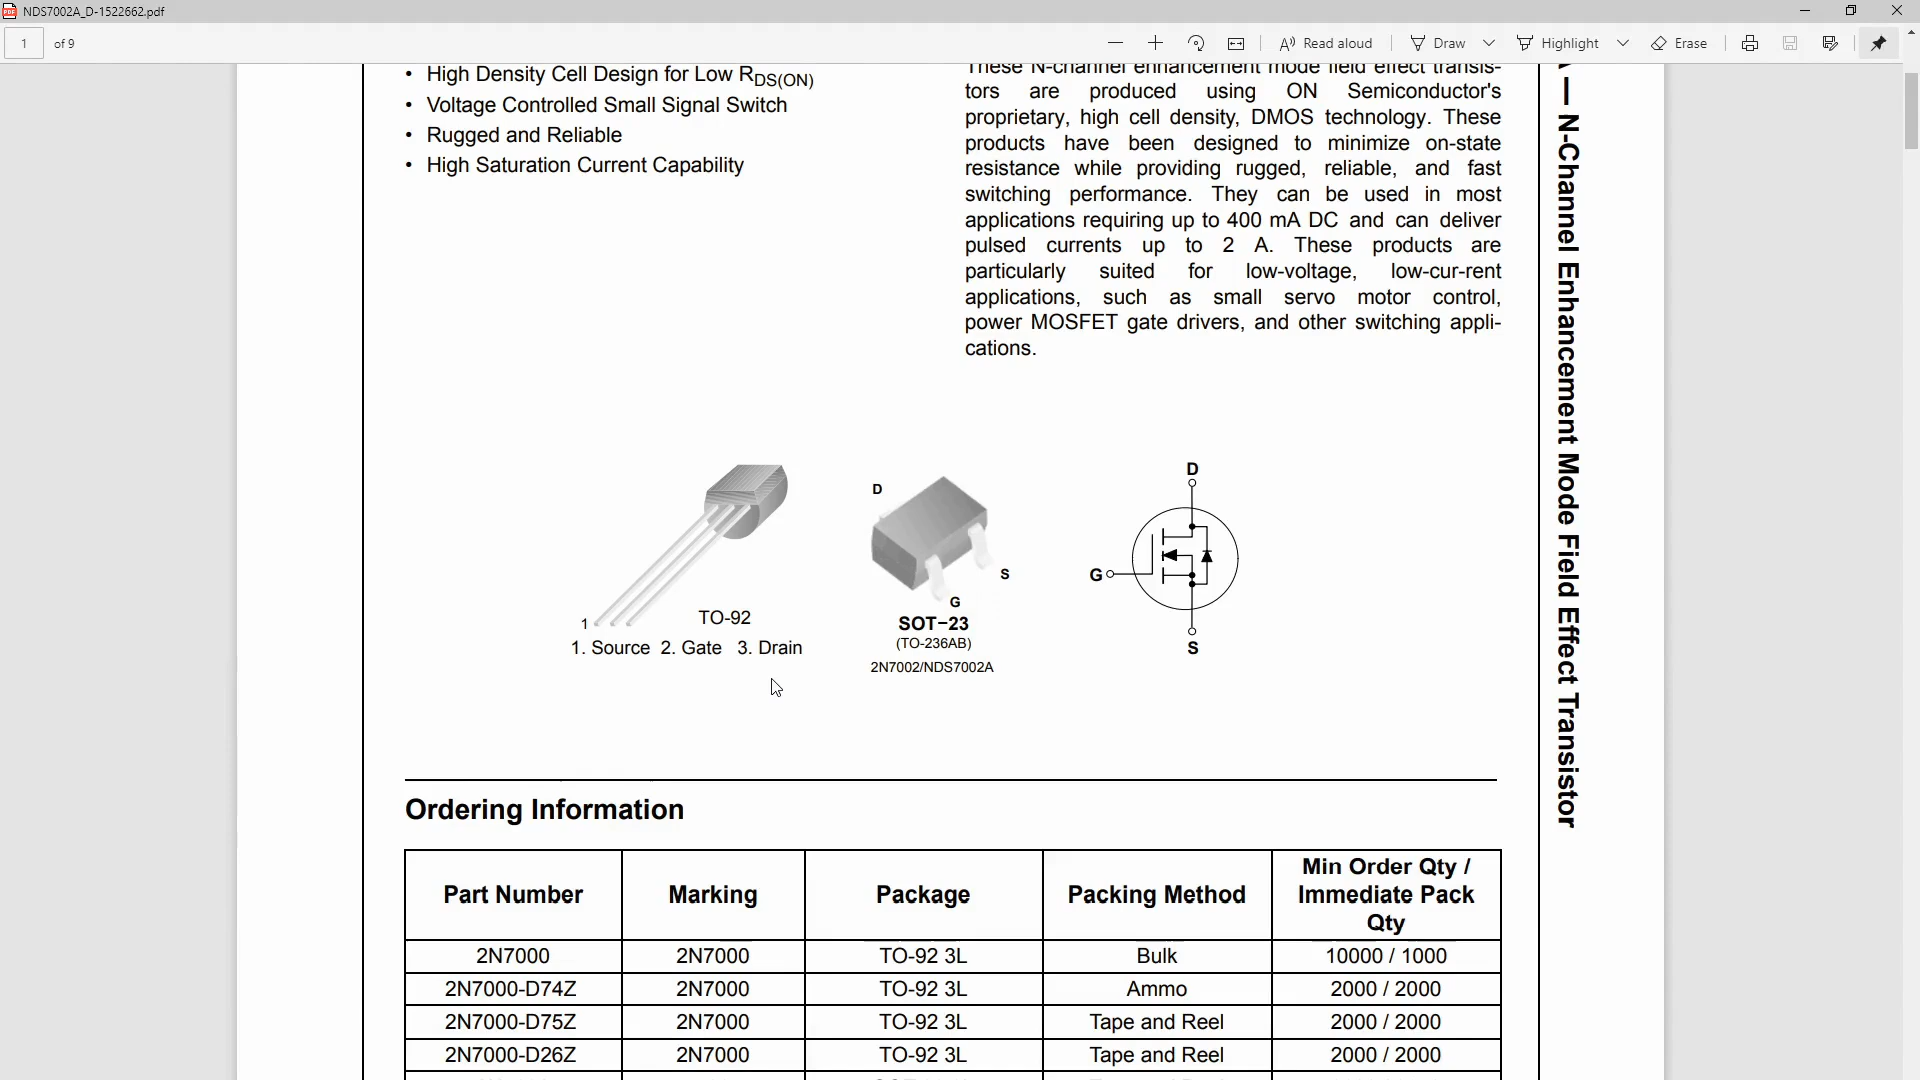 NDS7002A_D-1522662.pdf
1 of 9
Read aloud
Draw
Highlight
Erase
• High Density Cell Design for Low RDS(ON)
• Voltage Controlled Small Signal Switch
• Rugged and Reliable
• High Saturation Current Capability
These N-channel enhancement mode field effect transis-
tors are produced using ON Semiconductor's
proprietary, high cell density, DMOS technology. These
products have been designed to minimize on-state
resistance while providing rugged, reliable, and fast
switching performance. They can be used in most
applications requiring up to 400 mA DC and can deliver
pulsed currents up to 2 A. These products are
particularly suited for low-voltage, low-cur-rent
applications, such as small servo motor control,
power MOSFET gate drivers, and other switching appli-
cations.
— N-Channel Enhancement Mode Field Effect Transistor
1
TO-92
1. Source 2. Gate 3. Drain
D
S
G
SOT-23
(TO-236AB)
2N7002/NDS7002A
D
G
S
Ordering Information
Part Number Marking Package Packing Method Min Order Qty / Immediate Pack Qty
2N7000 2N7000 TO-92 3L Bulk 10000 / 1000
2N7000-D74Z 2N7000 TO-92 3L Ammo 2000 / 2000
2N7000-D75Z 2N7000 TO-92 3L Tape and Reel 2000 / 2000
2N7000-D26Z 2N7000 TO-92 3L Tape and Reel 2000 / 2000